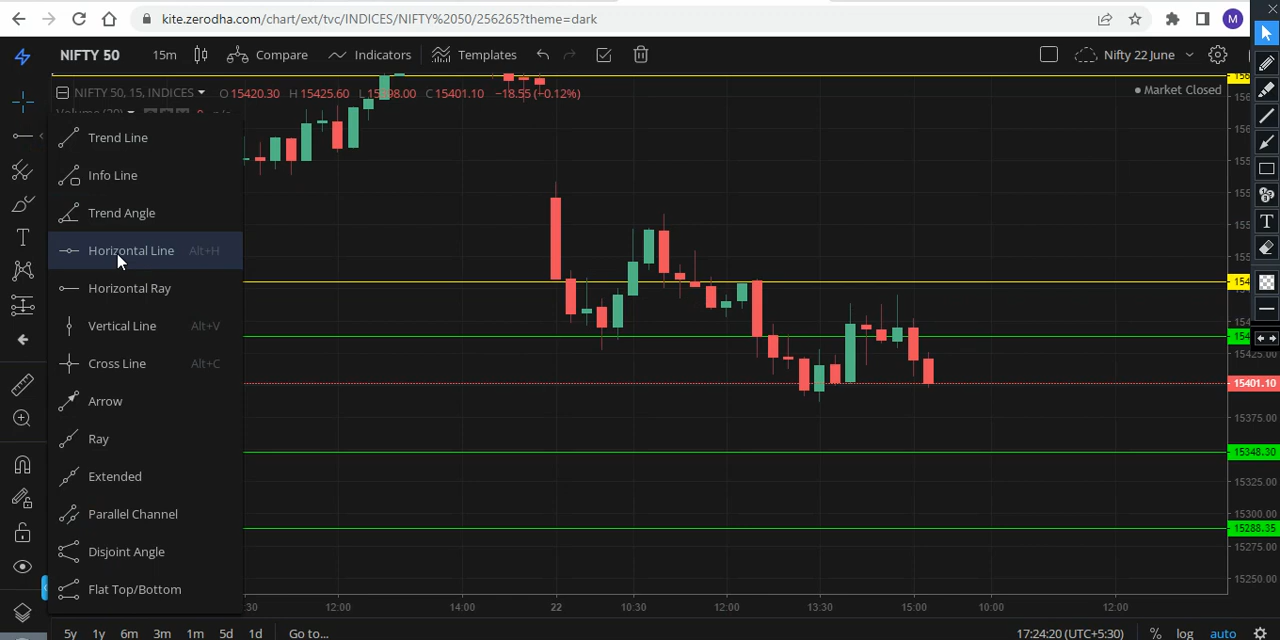 kite.zerodha.com/chart/ext/tvc/INDICES/NIFTY%2050/256265?theme=dark
M
NIFTY 50 15m Compare Indicators Templates Nifty 22 June
NIFTY 50, 15, INDICES O15420.30 H15425.60 C15401.10 −18.55 (−0.12%)
Market Closed
Trend Line
Info Line
Trend Angle
Horizontal Line Alt+H
Horizontal Ray
Vertical Line Alt+V
Cross Line Alt+C
Arrow
Ray
Extended
Parallel Channel
Disjoint Angle
Flat Top/Bottom
T
T
15425.00
15401.10
15375.00
15348.30
15325.00
15300.00
15288.35
15275.00
15250.00
12:00 14:00 22 10:30 12:00 13:30 15:00 10:00 12:00
5y 1y 6m 3m 1m 5d 1d Go to... 17:24:20 (UTC+5:30) % log auto